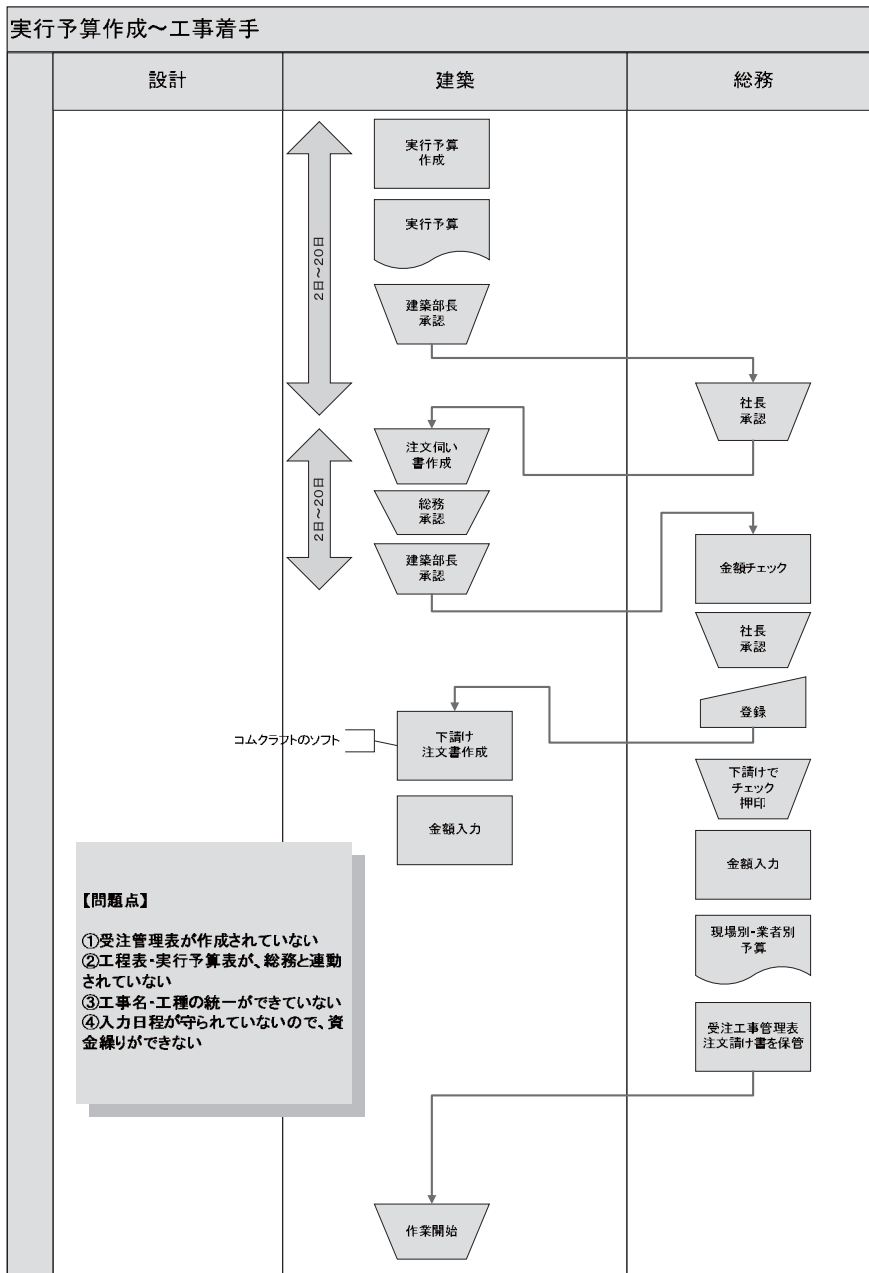 実行予算作成～工事着手
設計
建築
総務
実行予算
作成
実行予算
建築部長
承認
2日～20日
社長
承認
注文伺い
書作成
総務
承認
建築部長
承認
2日～20日
金額チェック
社長
承認
登録
コムクラフトのソフト
下請け
注文書作成
金額入力
下請けで
チェック
押印
金額入力
現場別・業者別
予算
受注工事管理表
注文請け書を保管
【問題点】
①受注管理表が作成されていない
②工程表・実行予算表が、総務と連動
されていない
③工事名・工種の統一ができていない
④入力日程が守られていないので、資
金繰りができない
作業開始